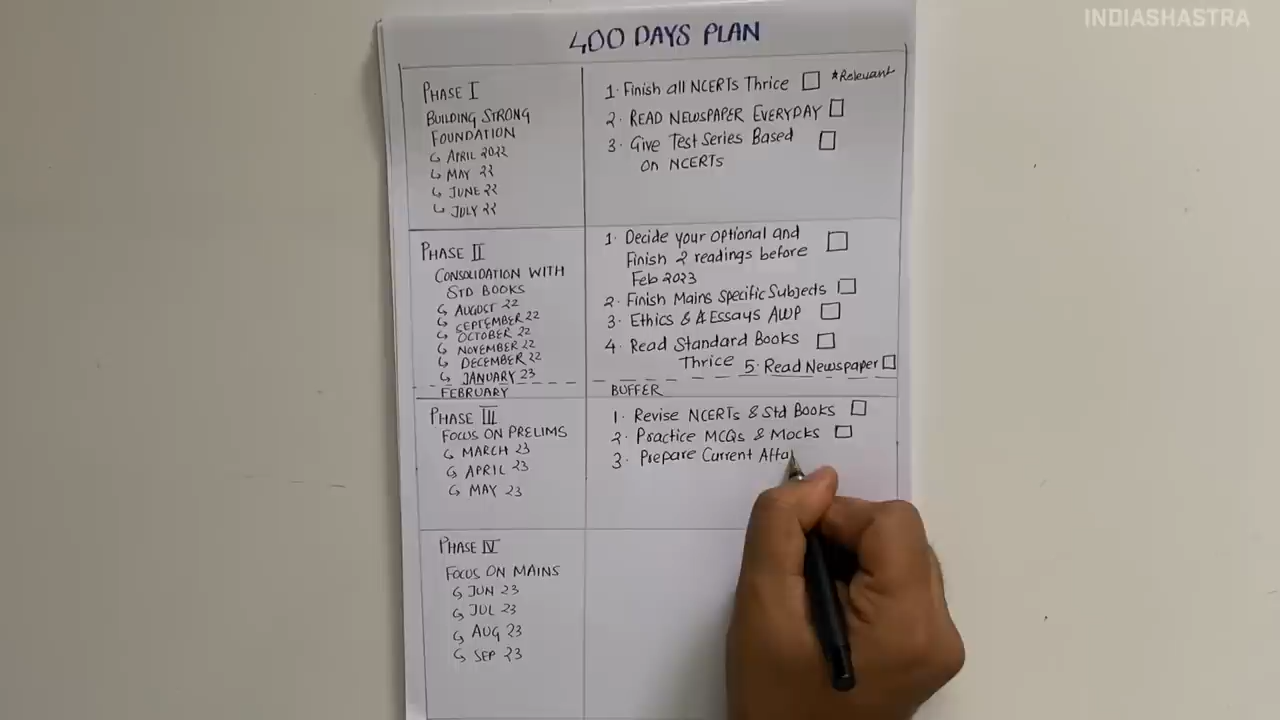 INDIASHASTRA
400 DAYS PLAN
PHASE I
BUILDING STRONG
FOUNDATION
↳ APRIL 2022
↳ MAY 22
↳ JUNE 22
↳ JULY 22
1. Finish all NCERTs Thrice *Relevant
2. READ NEWSPAPER EVERYDAY
3. Give Test Series Based
on NCERTs
PHASE II
CONSOLIDATION WITH
STD BOOKS
↳ AUGUST 22
↳ SEPTEMBER 22
↳ OCTOBER 22
↳ NOVEMBER 22
↳ DECEMBER 22
↳ JANUARY 23
1. Decide your optional and
Finish 2 readings before
Feb 2023
2. Finish Mains Specific Subjects
3. Ethics & Essays AWP
4. Read Standard Books
Thrice 5. Read Newspaper
FEBRUARY
BUFFER
PHASE III
FOCUS ON PRELIMS
↳ MARCH 23
↳ APRIL 23
↳ MAY 23
1. Revise NCERTs & Std Books
2. Practice MCQs & Mocks
3. Prepare Current Affa
PHASE IV
FOCUS ON MAINS
↳ JUN 23
↳ JUL 23
↳ AUG 23
↳ SEP 23